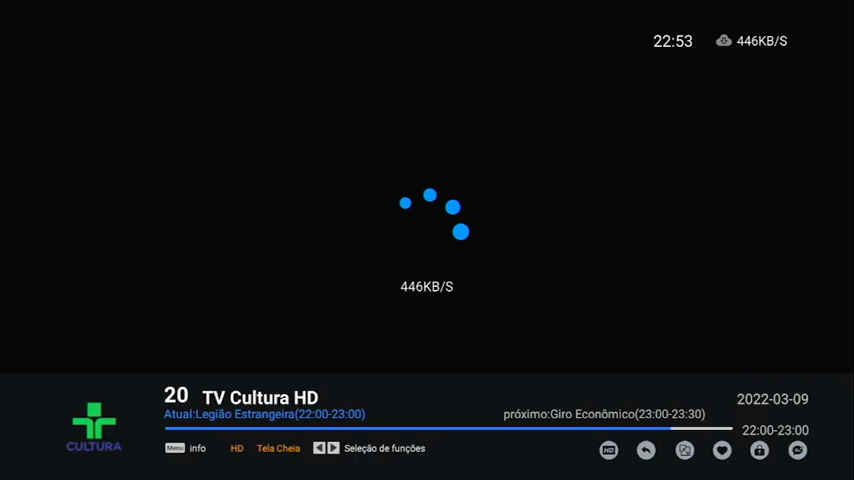 22:53 446KB/S
446KB/S
20 TV Cultura HD 2022-03-09
Atual:Legião Estrangeira(22:00-23:00) próximo:Giro Econômico(23:00-23:30)
22:00-23:00
CULTURA
Menu info HD Tela Cheia Seleção de funções HD